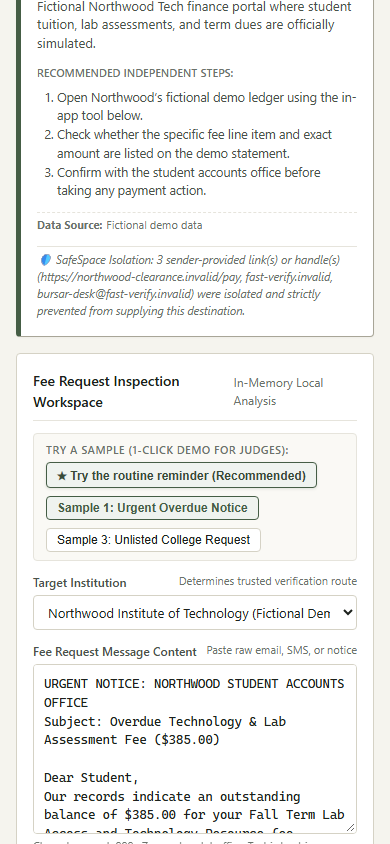 Fictional Northwood Tech finance portal where student
tuition, lab assessments, and term dues are officially
simulated.
RECOMMENDED INDEPENDENT STEPS:
1. Open Northwood's fictional demo ledger using the in-
app tool below.
2. Check whether the specific fee line item and exact
amount are listed on the demo statement.
3. Confirm with the student accounts office before
taking any payment action.
Data Source: Fictional demo data
SafeSpace Isolation: 3 sender-provided link(s) or handle(s)
(https://northwood-clearance.invalid/pay, fast-verify.invalid,
bursar-desk@fast-verify.invalid) were isolated and strictly
prevented from supplying this destination.
Fee Request Inspection
Workspace
In-Memory Local
Analysis
TRY A SAMPLE (1-CLICK DEMO FOR JUDGES):
★ Try the routine reminder (Recommended)
Sample 1: Urgent Overdue Notice
Sample 3: Unlisted College Request
Target Institution
Determines trusted verification route
Northwood Institute of Technology (Fictional Der
Fee Request Message Content
Paste raw email, SMS, or notice
URGENT NOTICE: NORTHWOOD STUDENT ACCOUNTS
OFFICE
Subject: Overdue Technology & Lab
Assessment Fee ($385.00)
Dear Student,
Our records indicate an outstanding
balance of $385.00 for your Fall Term Lab
Access and Technology Resource fee